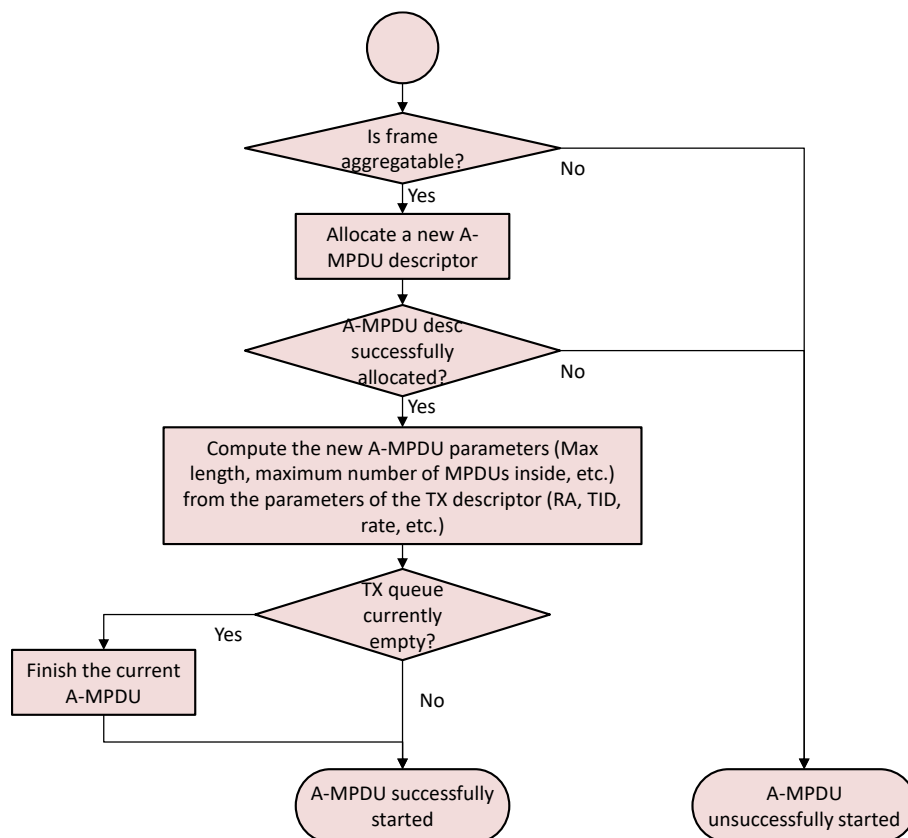 Is frame
aggregatable?
No
Yes
Allocate a new A-
MPDU descriptor
A-MPDU desc
successfully
allocated?
No
Yes
Compute the new A-MPDU parameters (Max
length, maximum number of MPDUs inside, etc.)
from the parameters of the TX descriptor (RA, TID,
rate, etc.)
TX queue
currently
empty?
Yes
Finish the current
A-MPDU
No
A-MPDU successfully
started
A-MPDU
unsuccessfully started